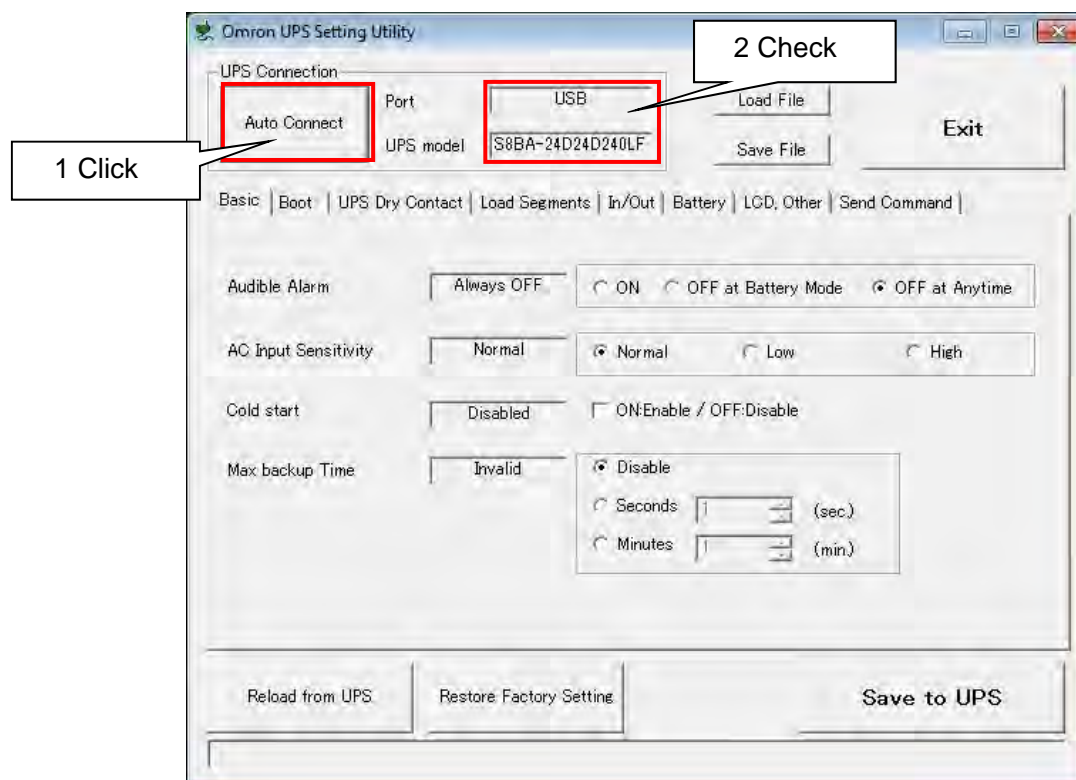 Omron UPS Setting Utility
2 Check
UPS Connection
Auto Connect
Port
USB
UPS model
S8BA-24D24D240LF
Load File
Save File
Exit
1 Click
Basic
Boot
UPS Dry Contact
Load Segments
In/Out
Battery
LCD, Other
Send Command
Audible Alarm
Always OFF
ON
OFF at Battery Mode
OFF at Anytime
AC Input Sensitivity
Normal
Normal
Low
High
Cold start
Disabled
ON:Enable / OFF:Disable
Max backup Time
Invalid
Disable
Seconds
1
(sec.)
Minutes
1
(min.)
Reload from UPS
Restore Factory Setting
Save to UPS